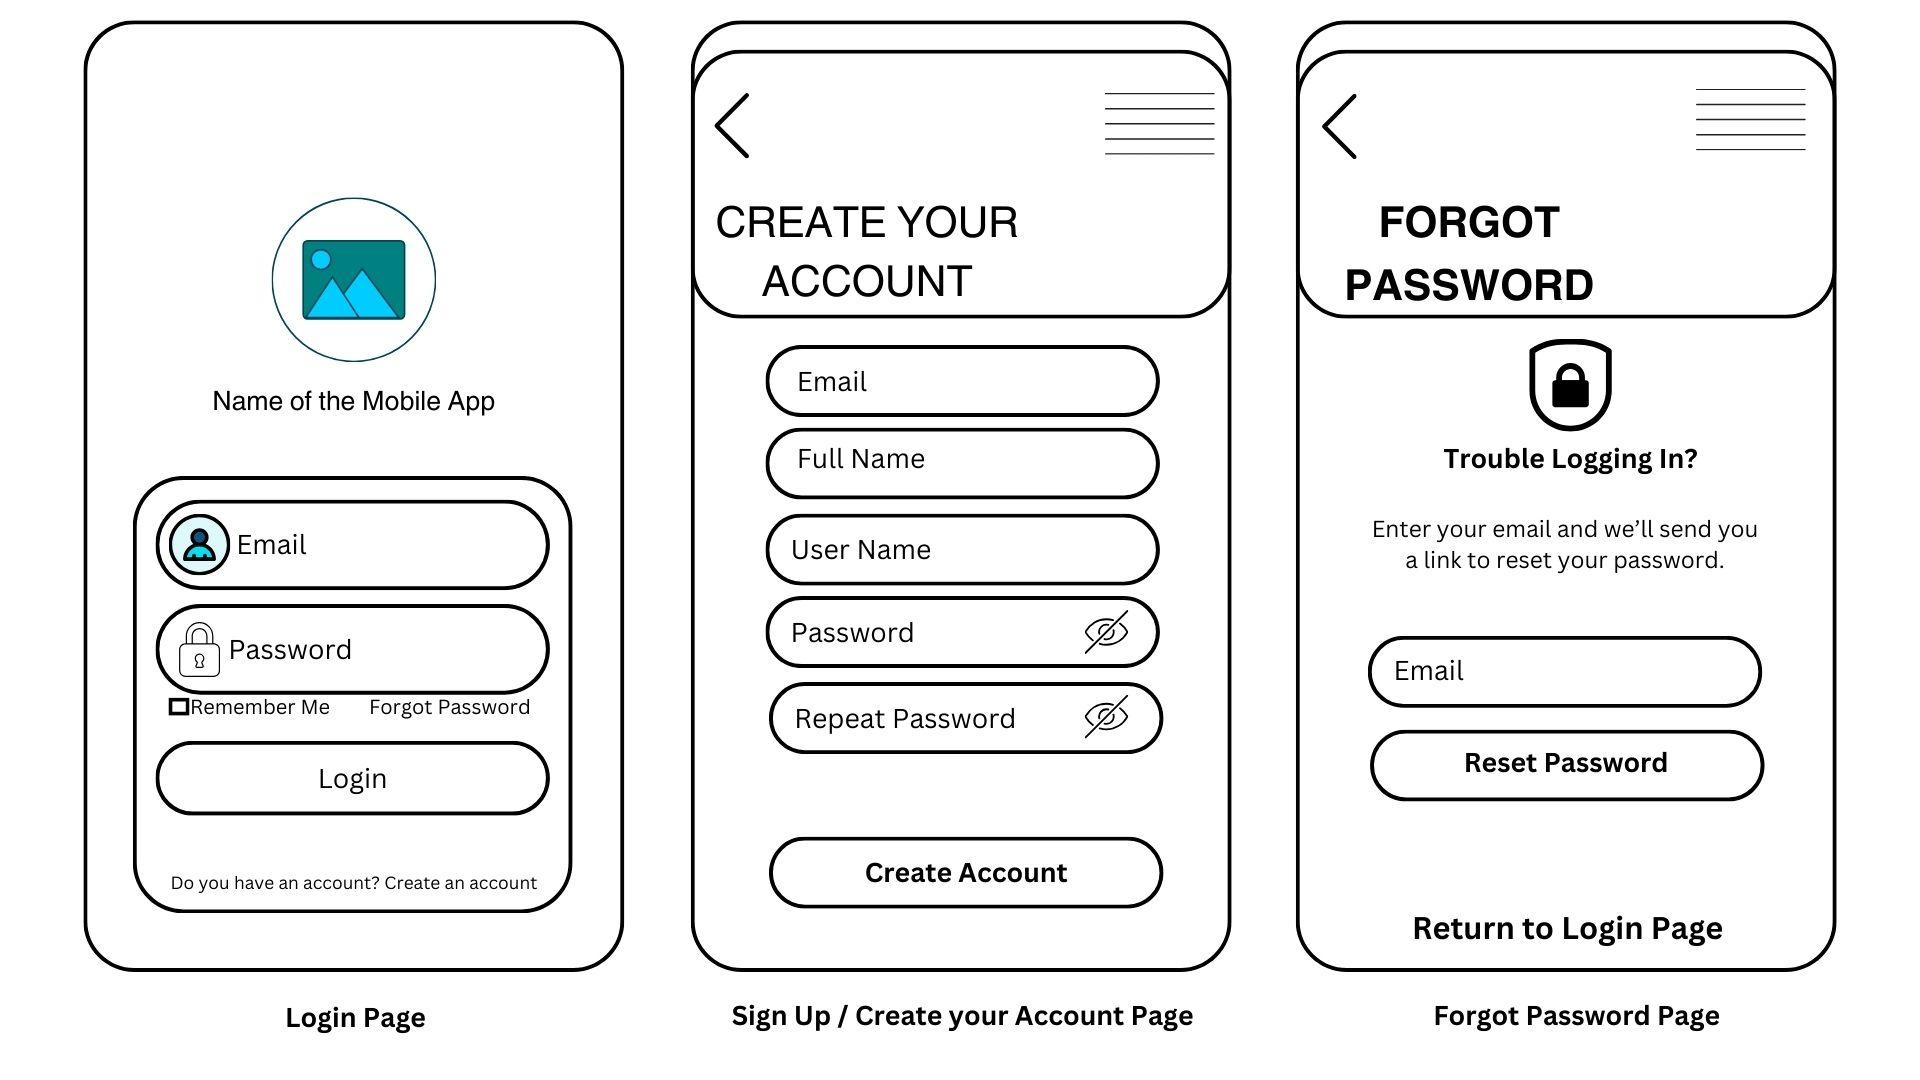 Name of the Mobile App
Email
Password
Remember Me
Forgot Password
Login
Do you have an account? Create an account
Login Page
CREATE YOUR
ACCOUNT
Email
Full Name
User Name
Password
Repeat Password
Create Account
Sign Up / Create your Account Page
FORGOT
PASSWORD
Trouble Logging In?
Enter your email and we’ll send you
a link to reset your password.
Email
Reset Password
Return to Login Page
Forgot Password Page